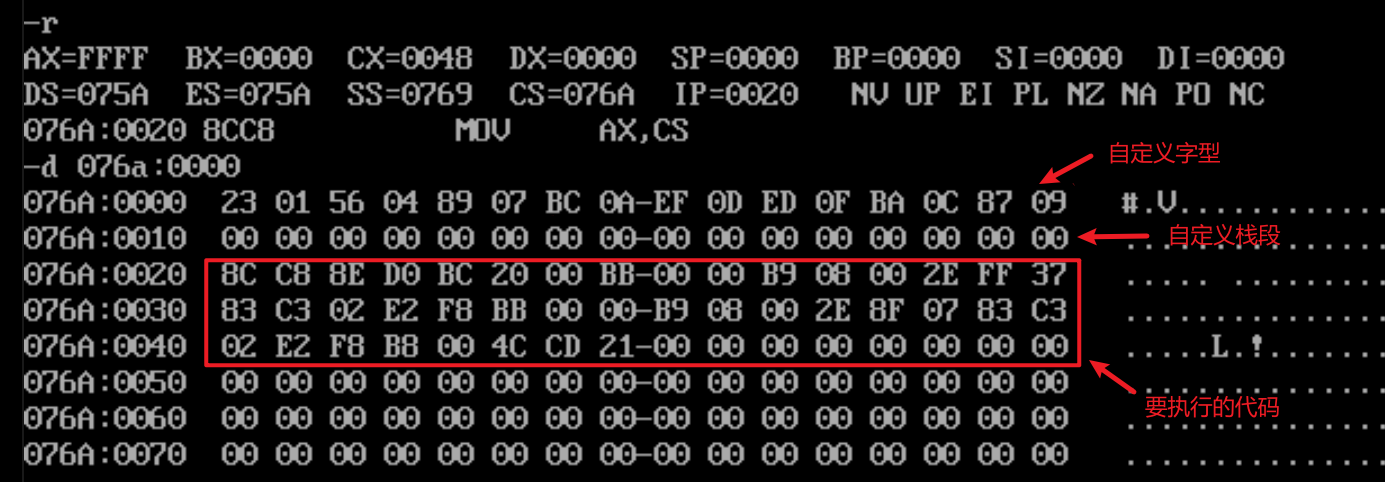 -r
AX=FFFF  BX=0000  CX=0048  DX=0000  SP=0000  BP=0000  SI=0000  DI=0000
DS=075A  ES=075A  SS=0769  CS=076A  IP=0020   NV UP EI PL NZ NA PO NC
076A:0020 8CC8          MOV     AX,CS
-d 076a:0000
自定义字型
076A:0000  23 01 56 04 89 07 BC 0A-EF 0D ED 0F BA 0C 87 09   #.V.............
076A:0010  00 00 00 00 00 00 00 00-00 00 00 00 00 00 00 00   ................
自定义栈段
076A:0020  8C C8 8E D0 BC 20 00 BB-00 00 B9 08 00 2E FF 37   ..... .........
076A:0030  83 C3 02 E2 F8 BB 00 00-B9 08 00 2E 8F 07 83 C3   ................
076A:0040  02 E2 F8 B8 00 4C CD 21-00 00 00 00 00 00 00 00   .....L.!.......
076A:0050  00 00 00 00 00 00 00 00-00 00 00 00 00 00 00 00   ................
要执行的代码
076A:0060  00 00 00 00 00 00 00 00-00 00 00 00 00 00 00 00   ................
076A:0070  00 00 00 00 00 00 00 00-00 00 00 00 00 00 00 00   ................